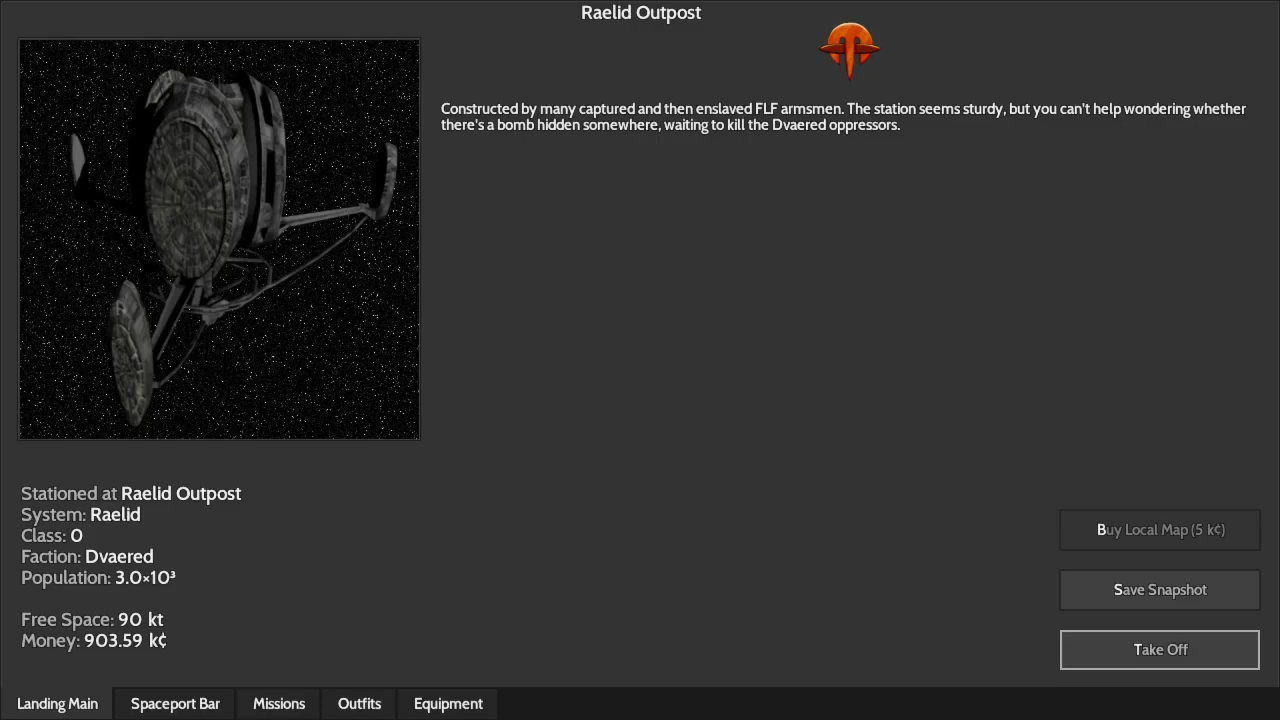 Raelid Outpost
Constructed by many captured and then enslaved FLF armsmen. The station seems sturdy, but you can't help wondering whether
there's a bomb hidden somewhere, waiting to kill the Dvaered oppressors.
Stationed at Raelid Outpost
System: Raelid
Class: 0
Faction: Dvaered
Population: 3.0×10³
Free Space: 90 kt
Money: 903.59 k¢
Buy Local Map (5 k¢)
Save Snapshot
Take Off
Landing Main
Spaceport Bar
Missions
Outfits
Equipment